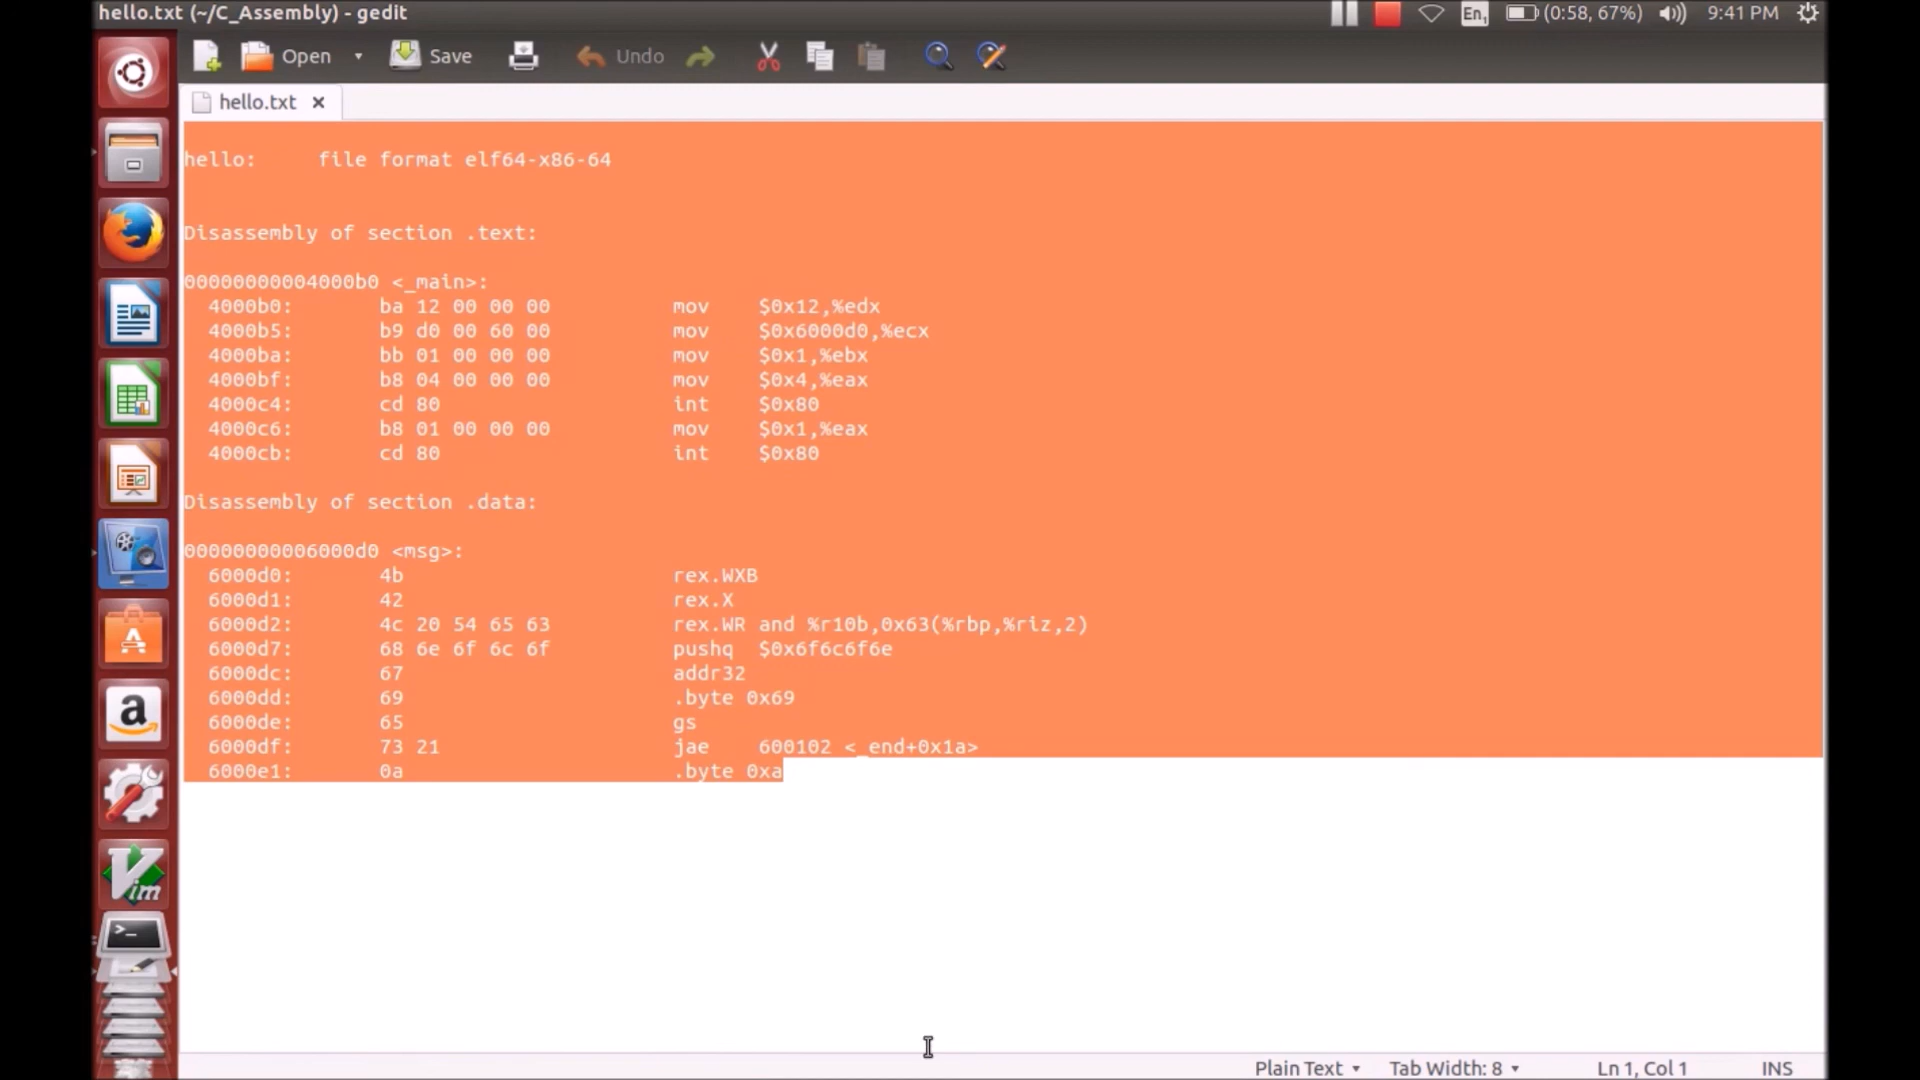 hello.txt (~/C_Assembly) - gedit
En1 (0:58, 67%) 9:41 PM
Open Save Undo
hello.txt
hello:     file format elf64-x86-64
Disassembly of section .text:
00000000004000b0 <_main>:
  4000b0:       ba 12 00 00 00          mov    $0x12,%edx
  4000b5:       b9 d0 00 60 00          mov    $0x6000d0,%ecx
  4000ba:       bb 01 00 00 00          mov    $0x1,%ebx
  4000bf:       b8 04 00 00 00          mov    $0x4,%eax
  4000c4:       cd 80                   int    $0x80
  4000c6:       b8 01 00 00 00          mov    $0x1,%eax
  4000cb:       cd 80                   int    $0x80
Disassembly of section .data:
00000000006000d0 <msg>:
  6000d0:       4b                      rex.WXB
  6000d1:       42                      rex.X
  6000d2:       4c 20 54 65 63          rex.WR and %r10b,0x63(%rbp,%riz,2)
  6000d7:       68 6e 6f 6c 6f          pushq  $0x6f6c6f6e
  6000dc:       67                      addr32
  6000dd:       69                      .byte 0x69
  6000de:       65                      gs
  6000df:       73 21                   jae    600102 <_end+0x1a>
  6000e1:       0a                      .byte 0xa
a
Vim
>_
Plain Text Tab Width: 8 Ln 1, Col 1 INS